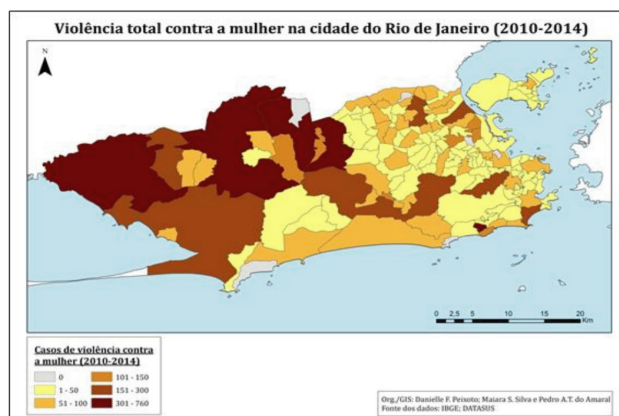 Violência total contra a mulher na cidade do Rio de Janeiro (2010-2014)
N
0 2,5 5 10 15 20
Km
Casos de violência contra
a mulher (2010-2014)
0
1 - 50
51 - 100
101 - 150
151 - 300
301 - 760
Org./GIS: Danielle F. Peixoto; Maiara S. Silva e Pedro A.T. do Amaral
Fonte dos dados: IBGE; DATASUS